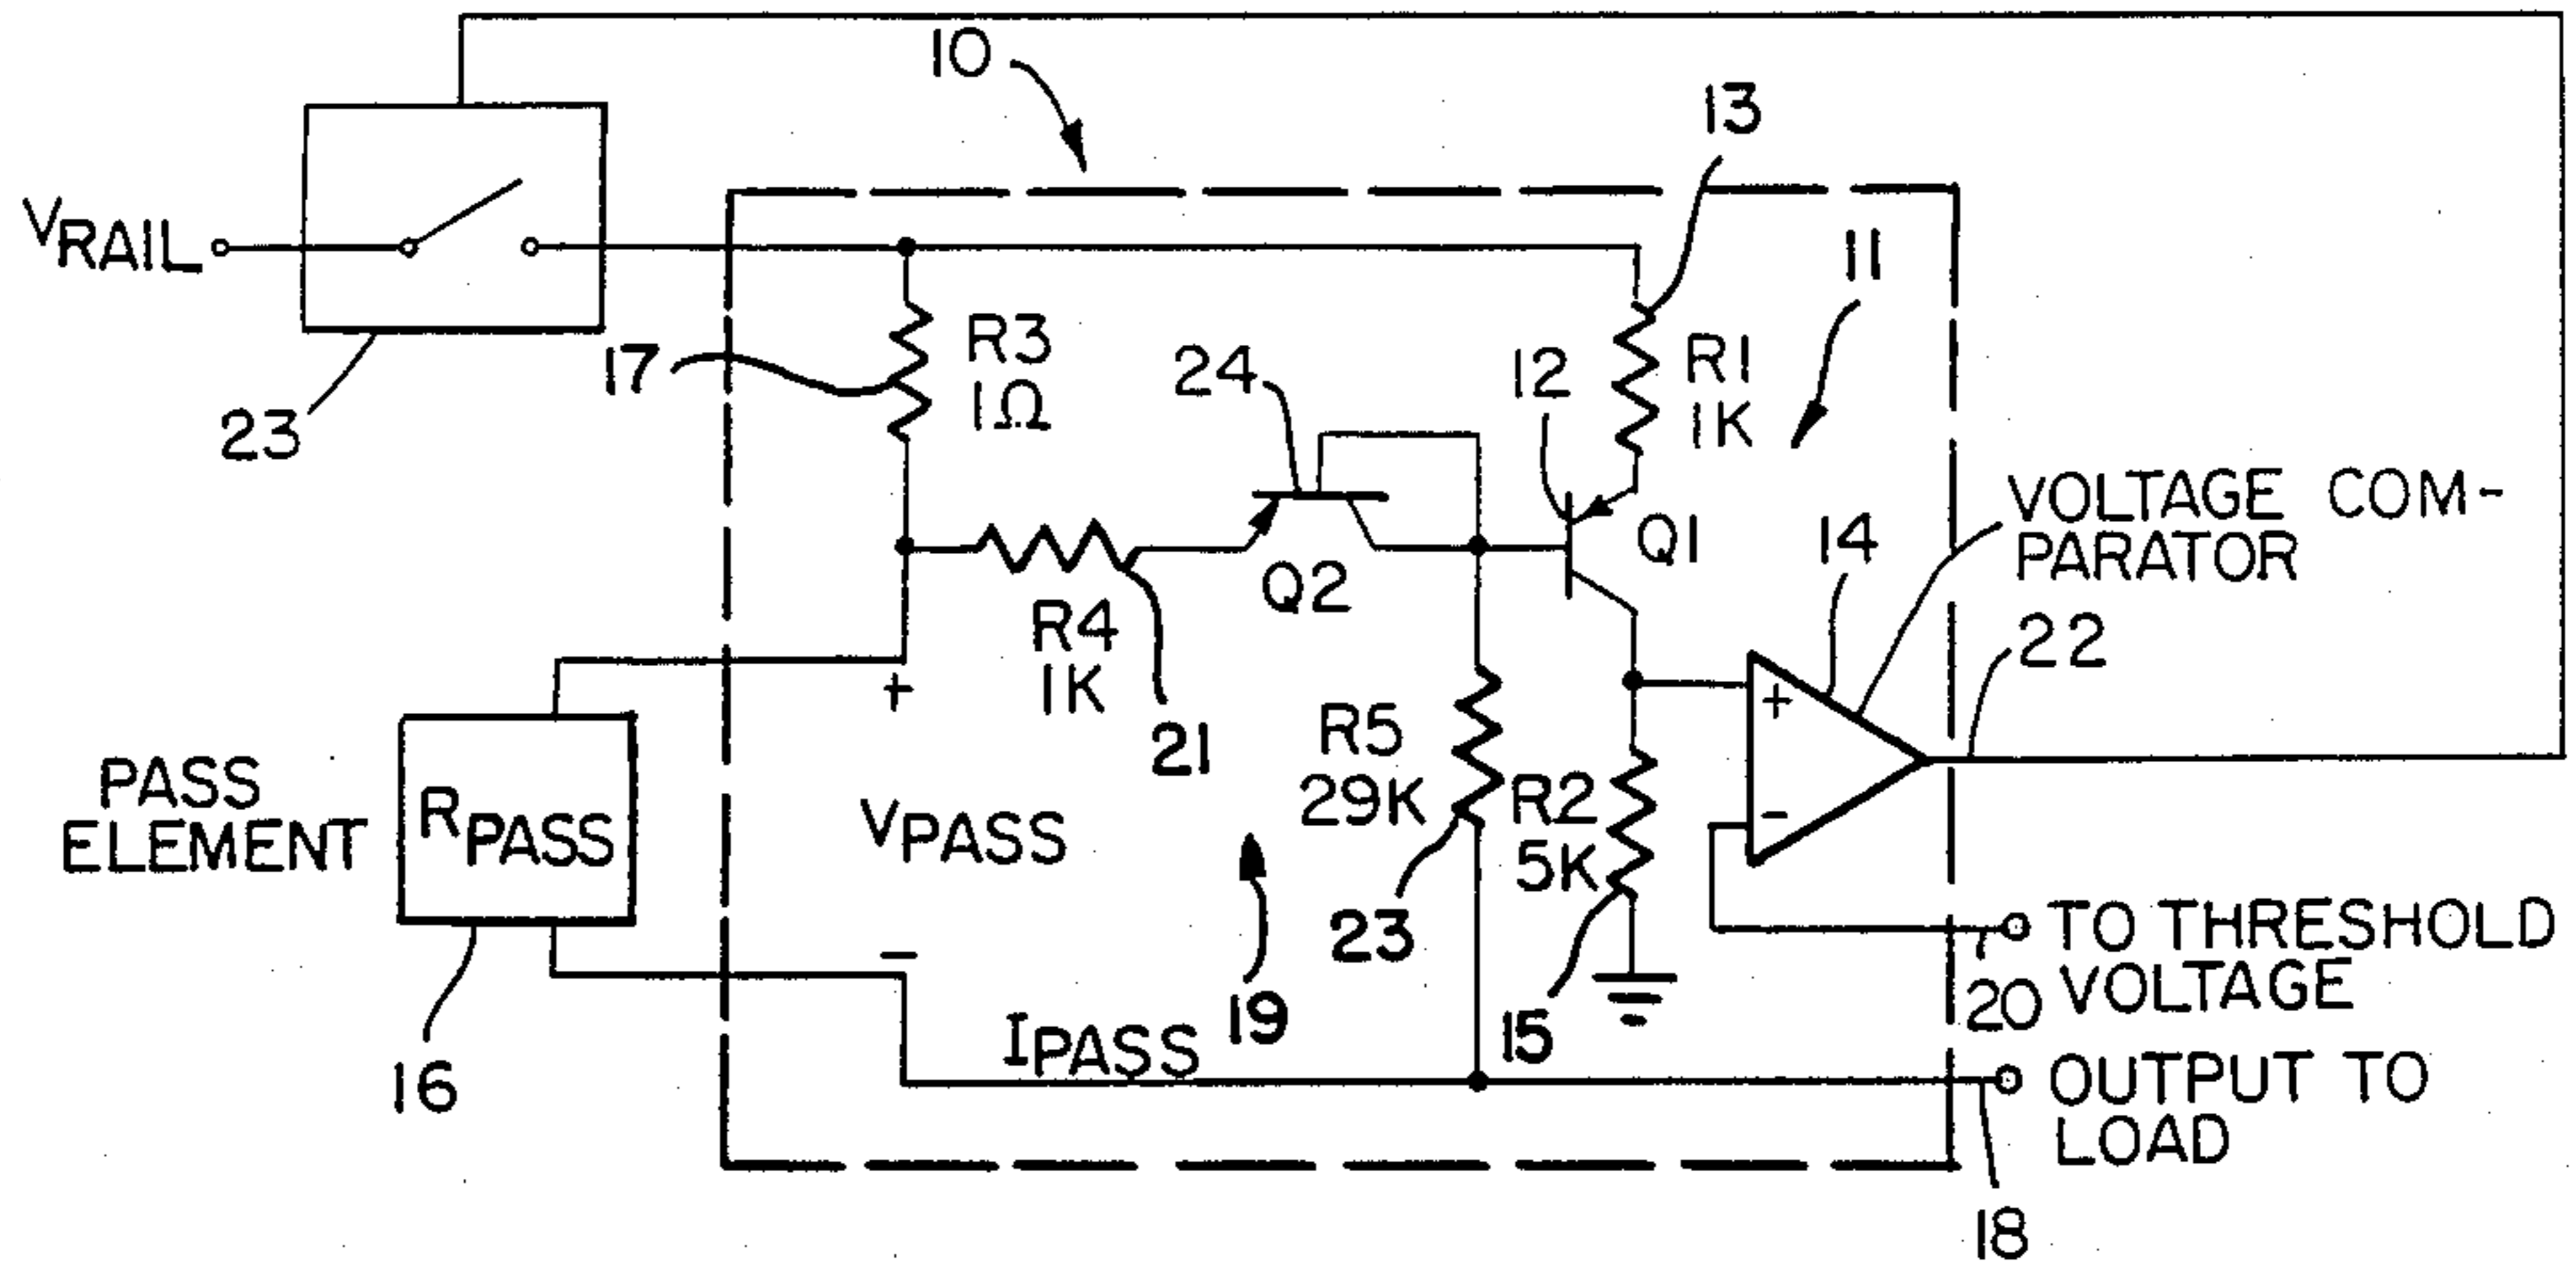 10
13
VRAIL
11
R3
1Ω
17
24
12
R1
1K
23
VOLTAGE COM-
PARATOR
Q1
14
Q2
R4
1K
22
+
+
21
R5
29K
R2
5K
PASS
ELEMENT
RPASS
VPASS
-
23
TO THRESHOLD
VOLTAGE
-
19
15
20
IPASS
16
OUTPUT TO
LOAD
18